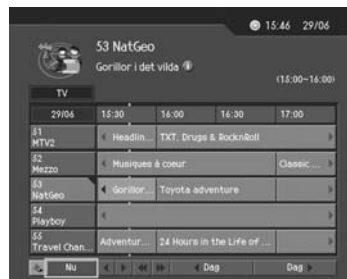 15:46 29/06
53 NatGeo
Gorillor i det vilda
(15:00~16:00)
TV
29/06 15:30 16:00 16:30 17:00
51
MTV2 Headlin... TXT, Drugs & RocknRoll
52
Mezzo Musiques à coeur Classic ...
53
NatGeo Gorillor... Toyota adventure
54
Playboy
55
Travel Chan... Adventur... 24 Hours in the Life of ...
Nu Dag Dag